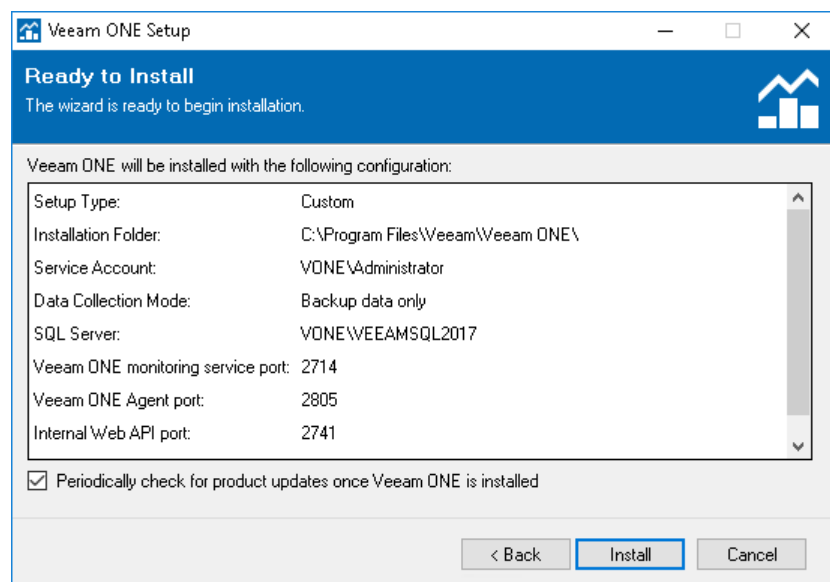 Veeam ONE Setup
Ready to Install
The wizard is ready to begin installation.
Veeam ONE will be installed with the following configuration:
Setup Type: Custom
Installation Folder: C:\Program Files\Veeam\Veeam ONE\
Service Account: VONE\Administrator
Data Collection Mode: Backup data only
SQL Server: VONE\VEEAMSQL2017
Veeam ONE monitoring service port: 2714
Veeam ONE Agent port: 2805
Internal Web API port: 2741
Periodically check for product updates once Veeam ONE is installed
< Back Install Cancel